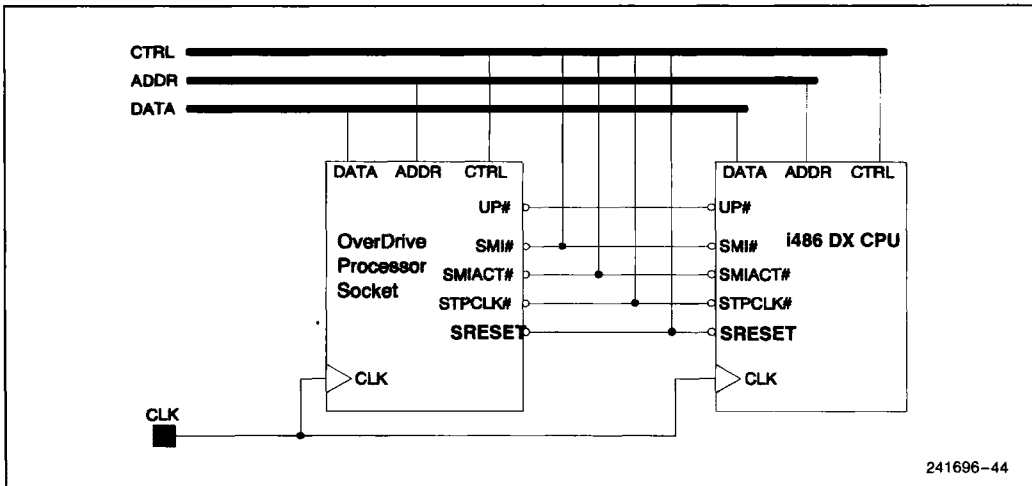 CTRL
ADDR
DATA
DATA ADDR CTRL
UP#
OverDrive
Processor
Socket
SMI#
SMIACT#
STPCLK#
SRESET
CLK
DATA ADDR CTRL
UP#
i486 DX CPU
SMI#
SMIACT#
STPCLK#
SRESET
CLK
CLK
241696-44